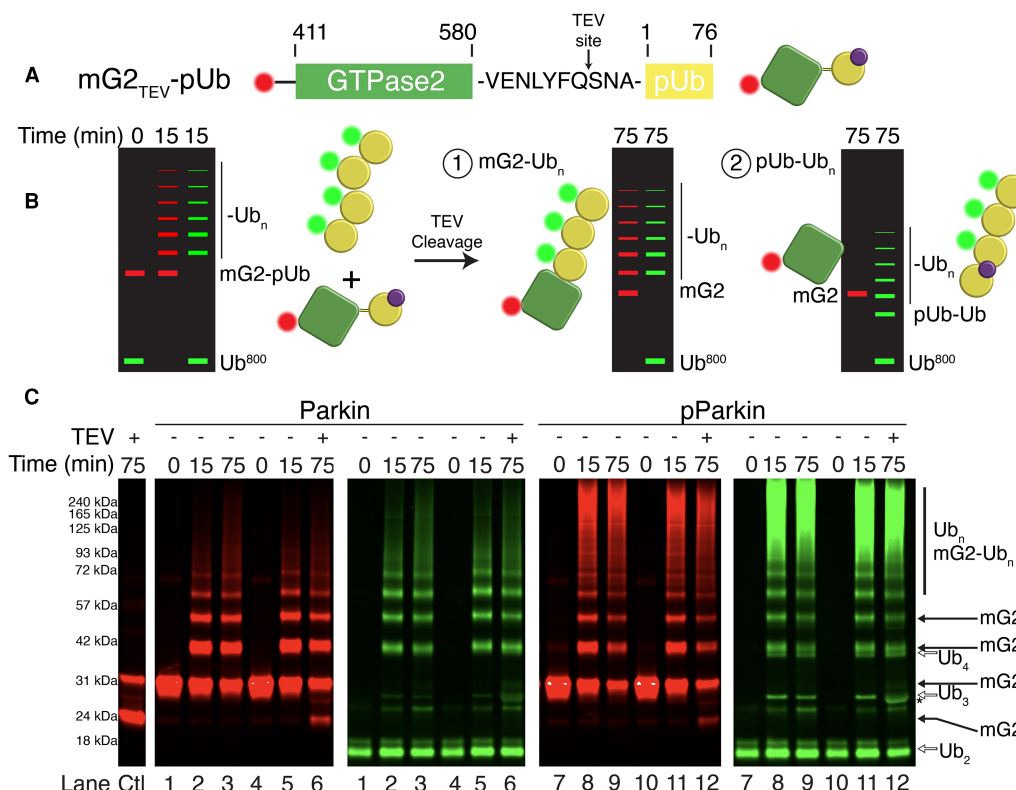 A
mG2TEV-pUb
411
580
GTPase2
-VENLYFQSNA-
TEV
site
1
76
pUb
B
Time (min)
0 15 15
-Ubn
mG2-pUb
Ub800
+
TEV
Cleavage
1 mG2-Ubn
75 75
-Ubn
mG2
Ub800
2 pUb-Ubn
75 75
mG2
-Ubn
pUb-Ub
Ub800
C
Parkin
pParkin
TEV + - - - - - + - - - - - + - - - - - + - - - - - +
Time (min) 75 0 15 75 0 15 75 0 15 75 0 15 75 0 15 75 0 15 75 0 15 75 0 15 75
240 kDa
165 kDa
125 kDa
93 kDa
72 kDa
57 kDa
42 kDa
31 kDa
24 kDa
18 kDa
Ubn
mG2-Ubn
mG2
mG2
Ub4
mG2
Ub3
*
mG2
Ub2
Lane Ctl 1 2 3 4 5 6 1 2 3 4 5 6 7 8 9 10 11 12 7 8 9 10 11 12